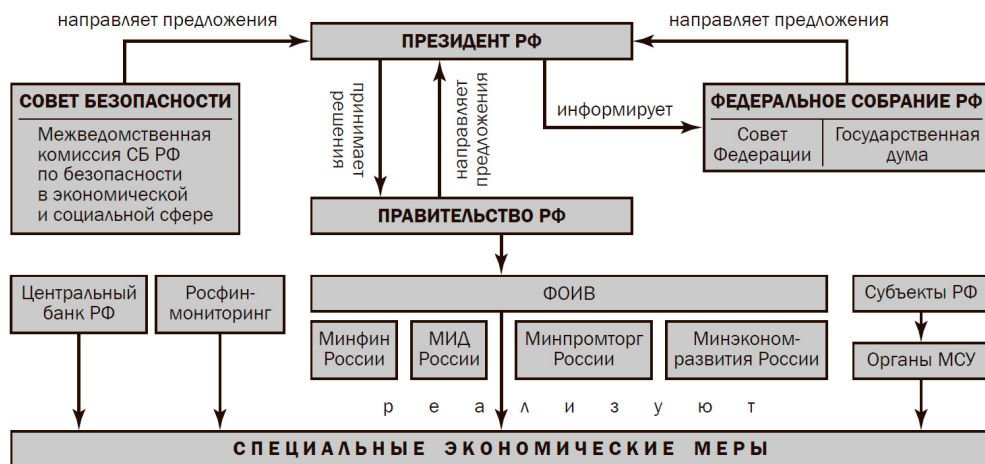 направляет предложения
направляет предложения
ПРЕЗИДЕНТ РФ
СОВЕТ БЕЗОПАСНОСТИ
Межведомственная
комиссия СБ РФ
по безопасности
в экономической
и социальной сфере
принимает
решения
направляет
предложения
информирует
ФЕДЕРАЛЬНОЕ СОБРАНИЕ РФ
Совет
Федерации
Государственная
дума
ПРАВИТЕЛЬСТВО РФ
Центральный
банк РФ
Росфин-
мониторинг
ФОИВ
Субъекты РФ
Минфин
России
МИД
России
Минпромторг
России
Минэконом-
развития России
Органы МСУ
реализуют
СПЕЦИАЛЬНЫЕ ЭКОНОМИЧЕСКИЕ МЕРЫ